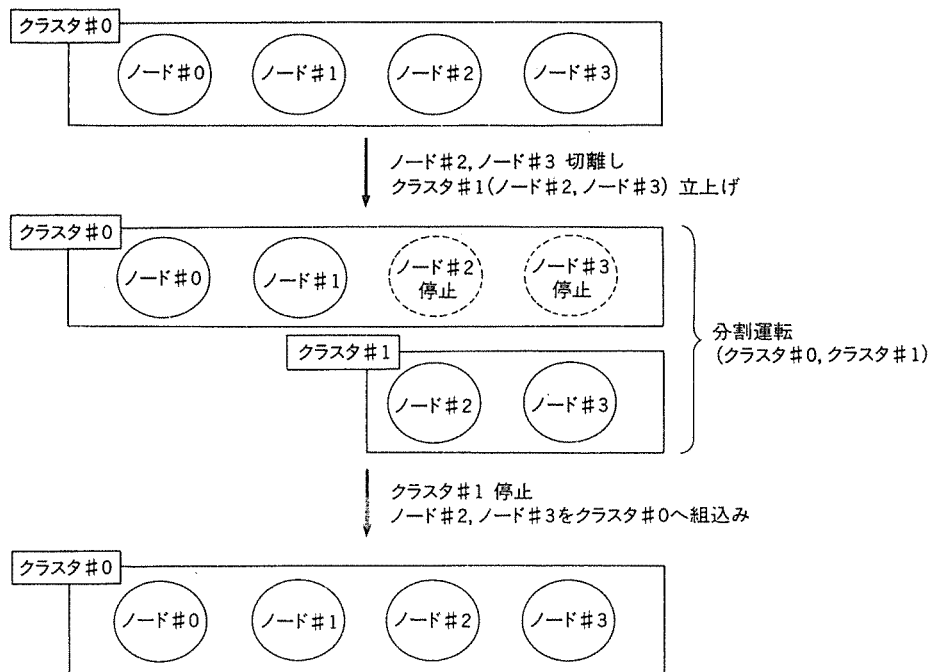 クラスタ#0
ノード#0 ノード#1 ノード#2 ノード#3
ノード#2,ノード#3 切離し
クラスタ#1(ノード#2,ノード#3) 立上げ
クラスタ#0
ノード#0 ノード#1 ノード#2 ノード#3
停止 停止
クラスタ#1
ノード#2 ノード#3
分割運転
(クラスタ#0,クラスタ#1)
クラスタ#1 停止
ノード#2,ノード#3をクラスタ#0へ組込み
クラスタ#0
ノード#0 ノード#1 ノード#2 ノード#3